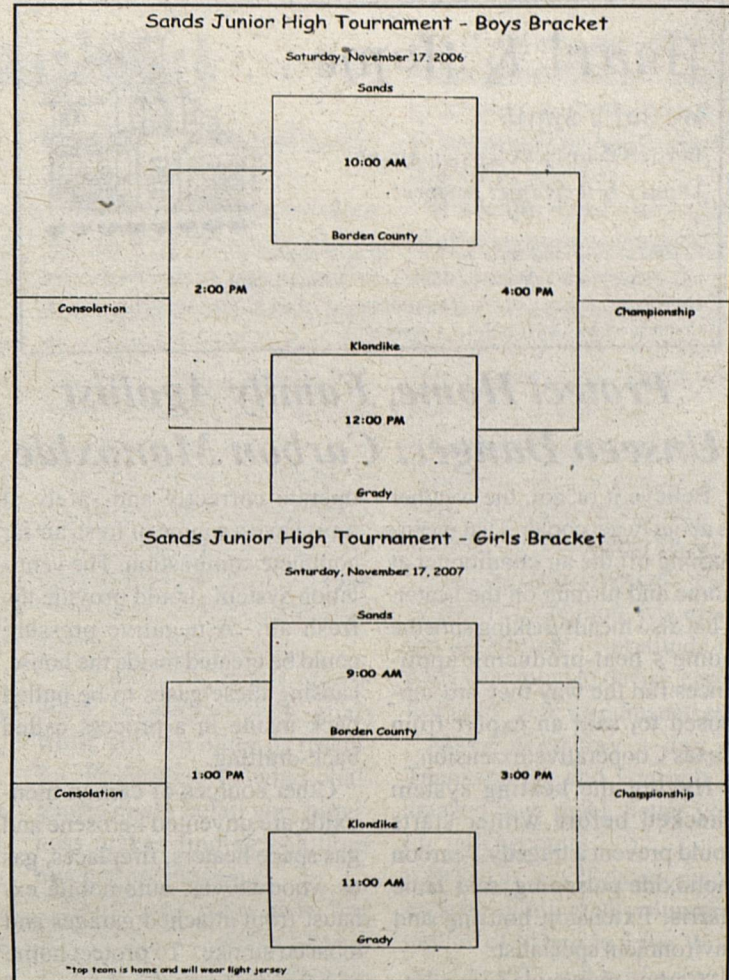 Sands Junior High Tournament - Boys Bracket
Saturday, November 17, 2006
Sands
10:00 AM
Borden County
2:00 PM
4:00 PM
Consolation
Championship
Klondike
12:00 PM
Grady
Sands Junior High Tournament - Girls Bracket
Saturday, November 17, 2007
Sands
9:00 AM
Borden County
1:00 PM
3:00 PM
Consolation
Championship
Klondike
11:00 AM
Grady
*top team is home and will wear light jersey